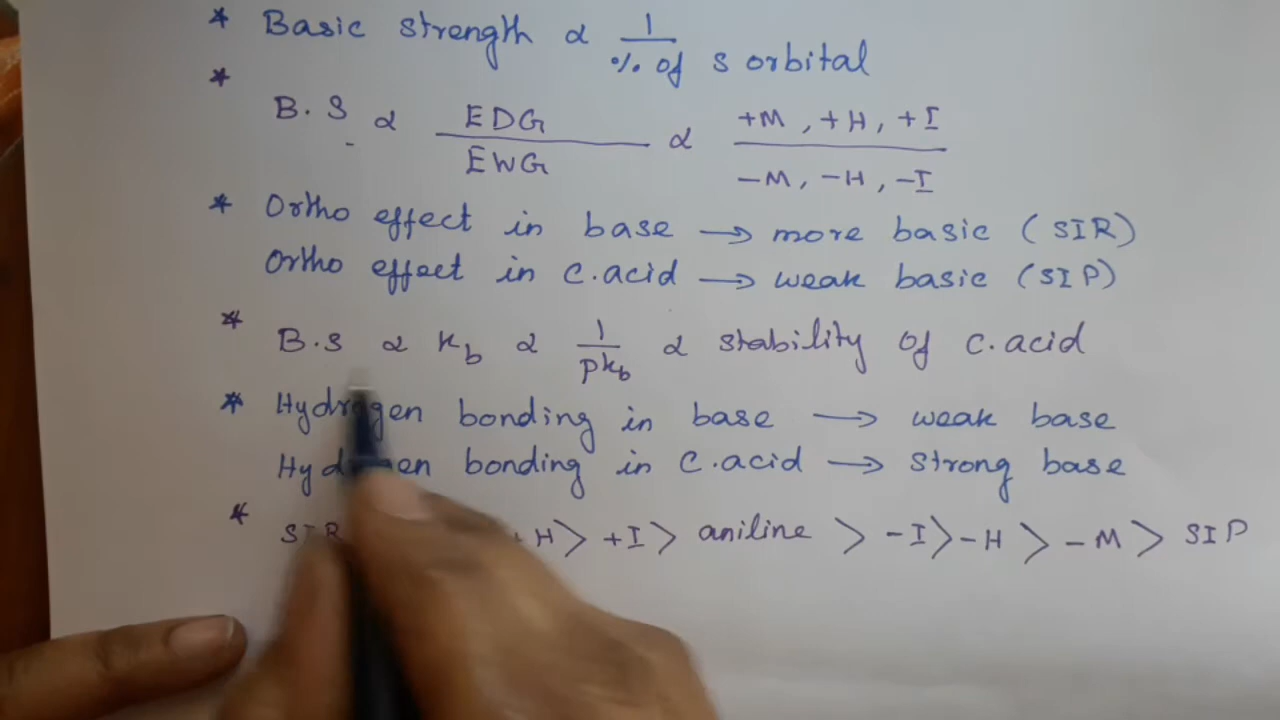 * Basic strength ∝ 1 / % of s orbital
* B.S ∝ EDG / EWG ∝ +M, +H, +I / -M, -H, -I
* Ortho effect in base → more basic (SIR)
Ortho effect in C.acid → weak basic (SIP)
* B.S ∝ Kb ∝ 1 / pKb ∝ stability of C.acid
* Hydrogen bonding in base → weak base
bonding in C.acid → strong base
* SIR +H > +I > aniline > -I > -H > -M > SIP